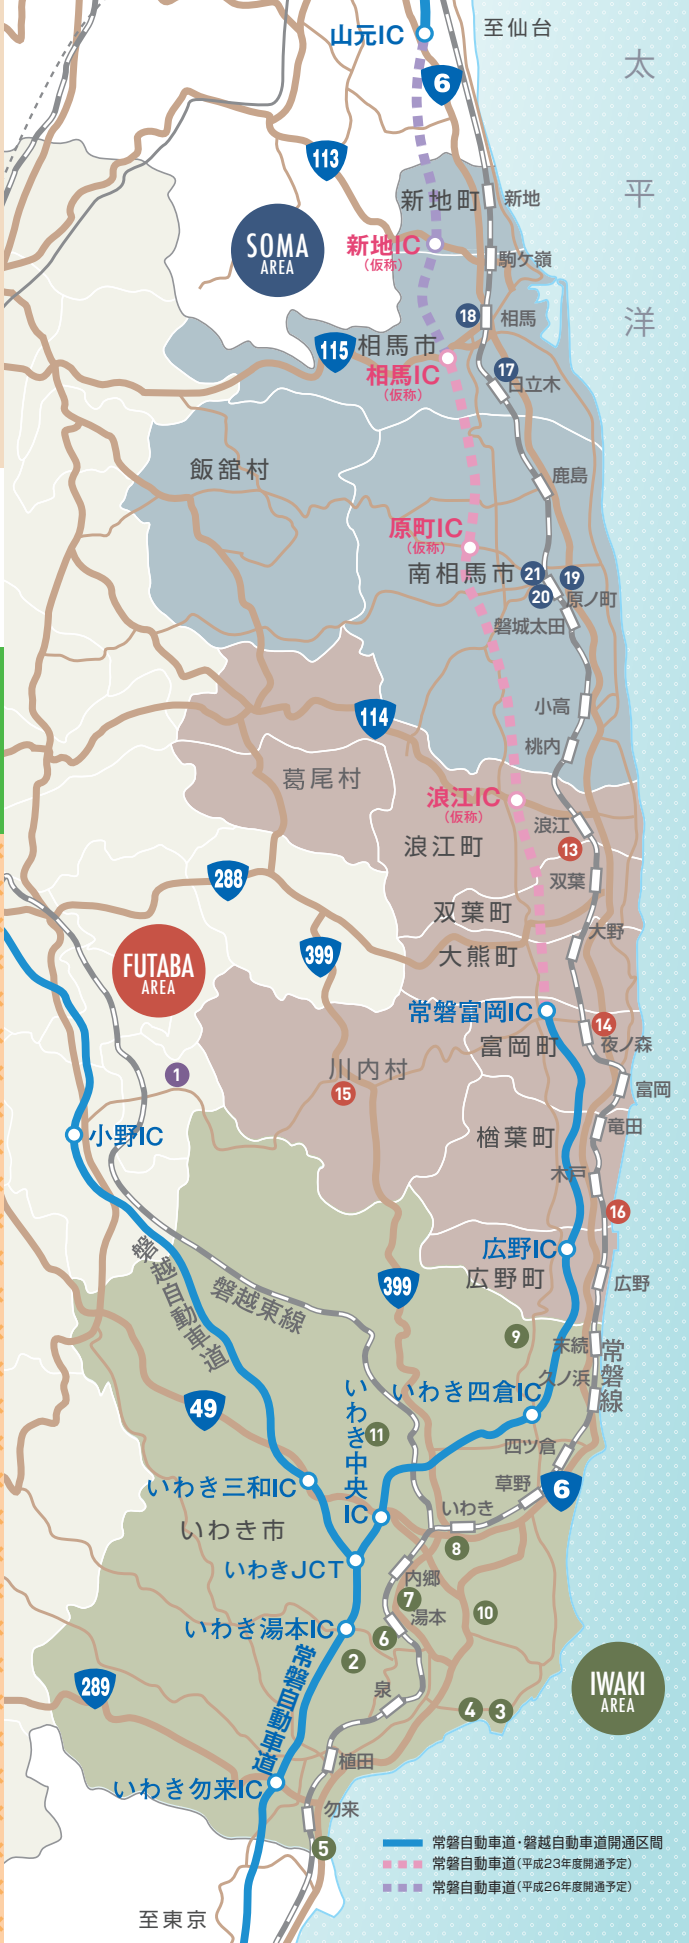 至仙台
山元IC
太平洋
6
113
新地町
新地
SOMA
AREA
新地IC
(仮称)
駒ケ嶺
18
相馬
115
相馬市
相馬IC
(仮称)
17
日立木
飯舘村
鹿島
原町IC
(仮称)
南相馬市
21
19
20
原ノ町
磐城太田
小高
114
桃内
葛尾村
浪江IC
(仮称)
浪江
浪江町
13
288
双葉
双葉町
大野
大熊町
399
FUTABA
AREA
常磐富岡IC
14
富岡町
夜ノ森
川内村
1
15
富岡
小野IC
竜田
楢葉町
木戸
16
磐越自動車道
広野IC
広野町
広野
磐越東線
399
9
末続
常磐線
久ノ浜
いわき四倉IC
49
いわき中央
IC
11
四ツ倉
いわき三和IC
草野
6
いわき
いわき市
8
いわきJCT
内郷
7
湯本
10
いわき湯本IC
6
2
常磐自動車道
IWAKI
AREA
289
泉
4
3
植田
いわき勿来IC
勿来
5
常磐自動車道・磐越自動車道開通区間
常磐自動車道(平成23年度開通予定)
常磐自動車道(平成26年度開通予定)
至東京